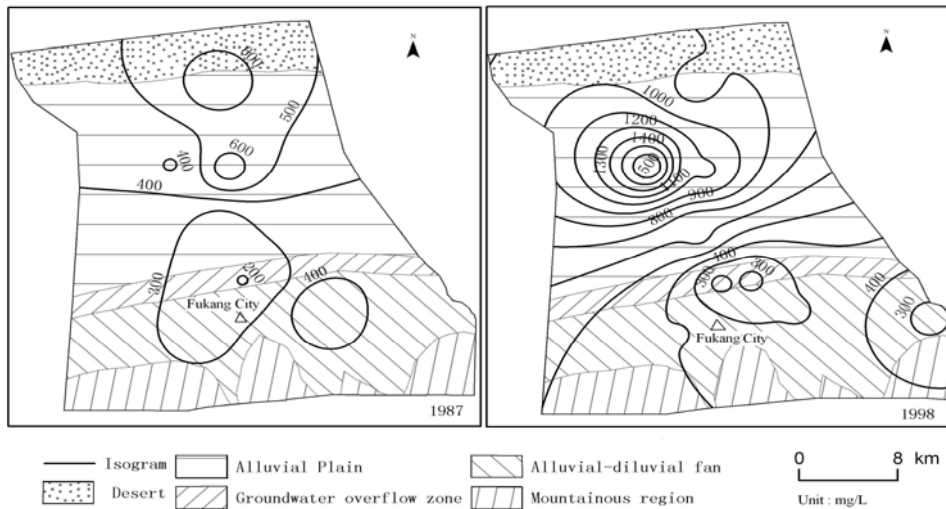 N
600
500
600
400
400
300
200
400
Fukang City
1987
N
1000
1200
1400
1300
500
1100
900
800
400
300
300
400
300
Fukang City
1998
Isogram
Alluvial Plain
Alluvial-diluvial fan
0 8 km
Desert
Groundwater overflow zone
Mountainous region
Unit : mg/L